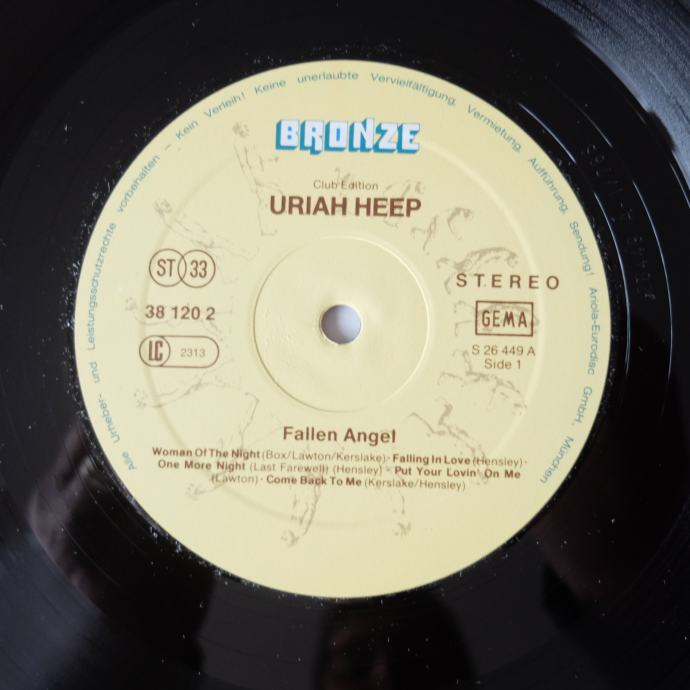 Alle Urheber- und Leistungsschutzrechte vorbehalten – Kein Verleih! Keine unerlaubte Vervielfältigung, Vermietung, Aufführung, Sendung! Ariola-Eurodisc GmbH, München
BRONZE
Club Edition
URIAH HEEP
ST 33
STEREO
38 120 2
GEMA
LC 2313
S 26 449 A
Side 1
Fallen Angel
Woman Of The Night (Box/Lawton/Kerslake) · Falling In Love (Hensley) ·
One More Night (Last Farewell) (Hensley) · Put Your Lovin' On Me
(Lawton) · Come Back To Me (Kerslake/Hensley)